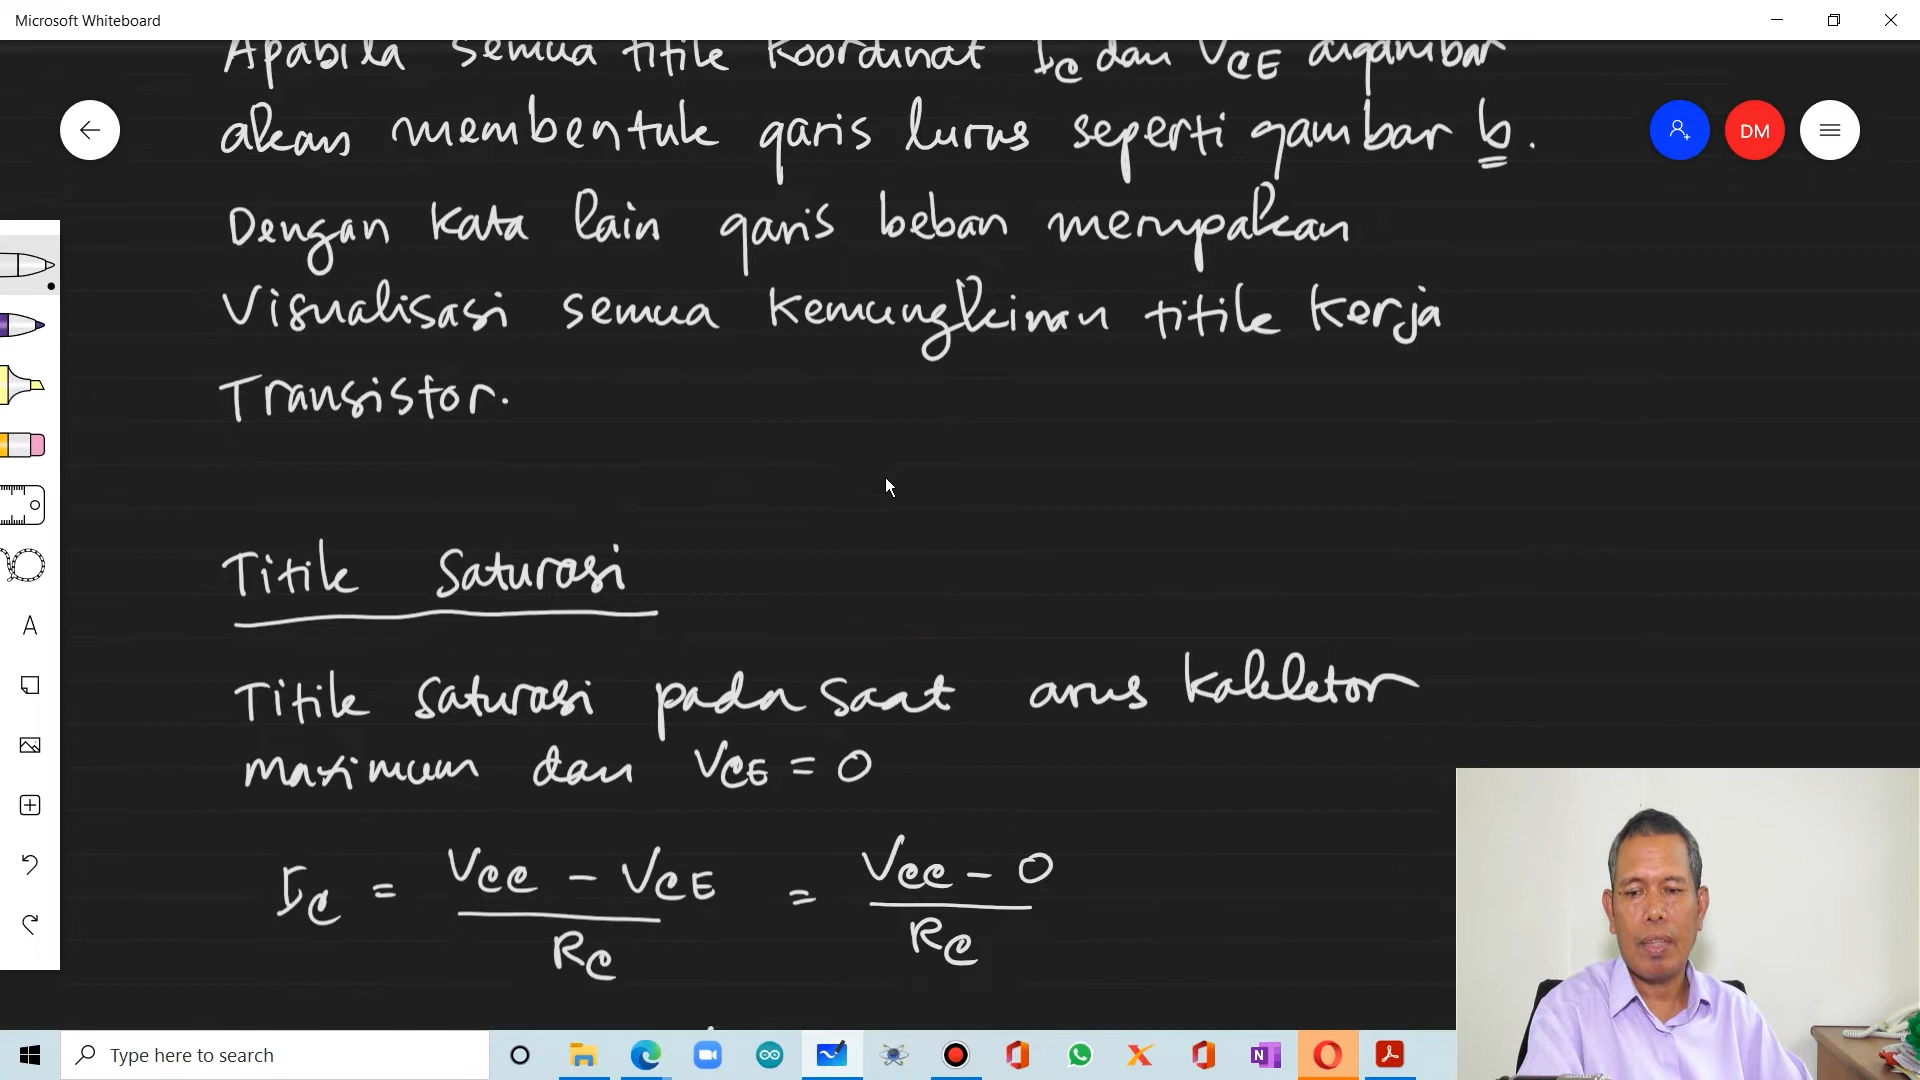 Microsoft Whiteboard
Apabila semua titik koordinat IC dan VCE digambar
akan membentuk garis lurus seperti gambar b.
DM
Dengan kata lain garis beban merupakan
Visualisasi semua kemungkinan titik kerja
Transistor.
A
Titik Saturasi
Titik saturasi pada saat arus kolektor
maximum dan VCE = 0
IC = VCC - VCE / RC = VCC - 0 / RC
Type here to search